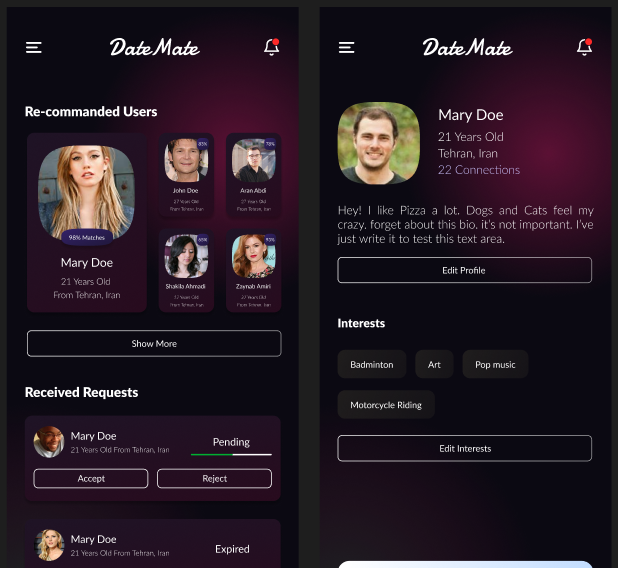 DateMate
Re-commanded Users
98% Matches
Mary Doe
21 Years Old
From Tehran, Iran
85%
John Doe
27 Years Old
From Tehran, Iran
78%
Aran Abdi
27 Years Old
From Tehran, Iran
65%
Shakila Ahmadi
17 Years Old
From Tehran, Iran
93%
Zaynab Amiri
27 Years Old
From Tehran, Iran
Show More
Received Requests
Mary Doe
21 Years Old From Tehran, Iran
Pending
Accept
Reject
Mary Doe
21 Years Old From Tehran, Iran
Expired
DateMate
Mary Doe
21 Years Old
Tehran, Iran
22 Connections
Hey! I like Pizza a lot. Dogs and Cats feel my
crazy. forget about this bio, it's not important. I've
just write it to test this text area.
Edit Profile
Interests
Badminton
Art
Pop music
Motorcycle Riding
Edit Interests